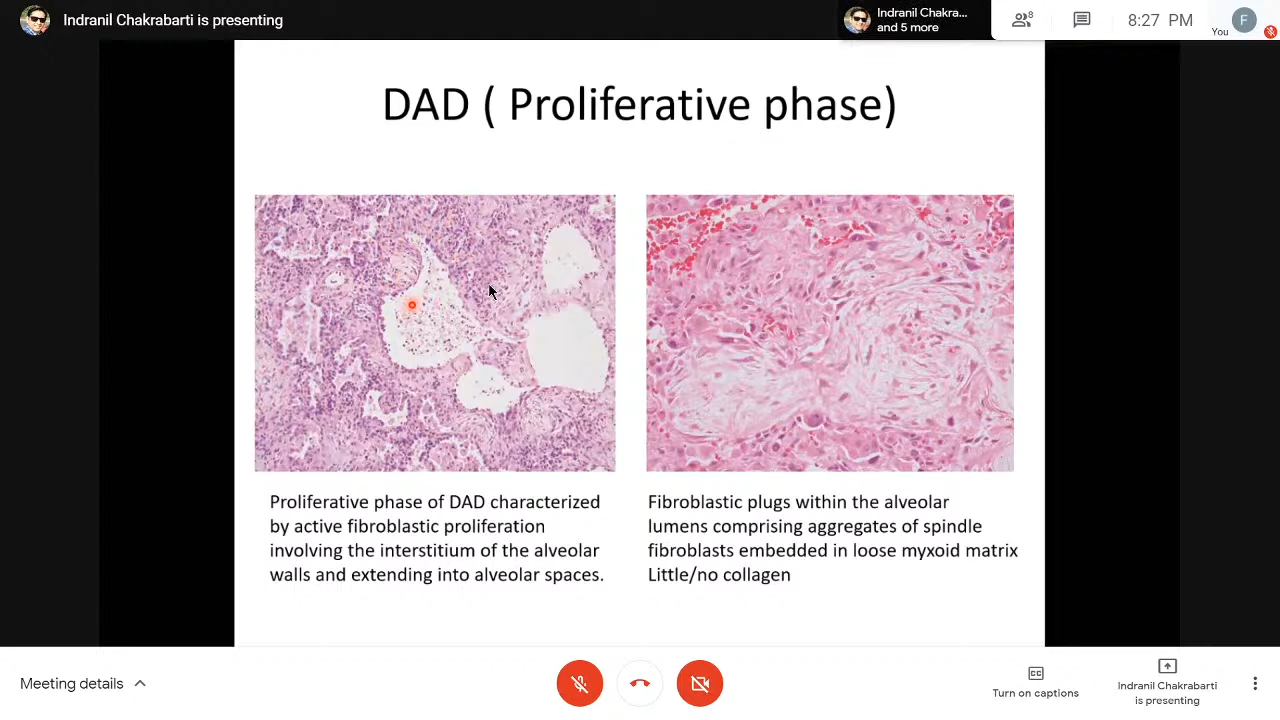 Indranil Chakrabarti is presenting
Indranil Chakra...
and 5 more
8
8:27 PM
You
F
DAD ( Proliferative phase)
Proliferative phase of DAD characterized
by active fibroblastic proliferation
involving the interstitium of the alveolar
walls and extending into alveolar spaces.
Fibroblastic plugs within the alveolar
lumens comprising aggregates of spindle
fibroblasts embedded in loose myxoid matrix
Little/no collagen
Meeting details
CC
Turn on captions
Indranil Chakrabarti
is presenting